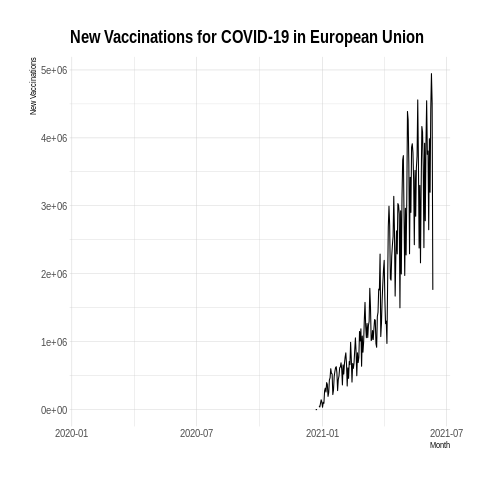 New Vaccinations for COVID-19 in European Union
New Vaccinations
5e+06
4e+06
3e+06
2e+06
1e+06
0e+00
2020-01 2020-07 2021-01 2021-07
Month